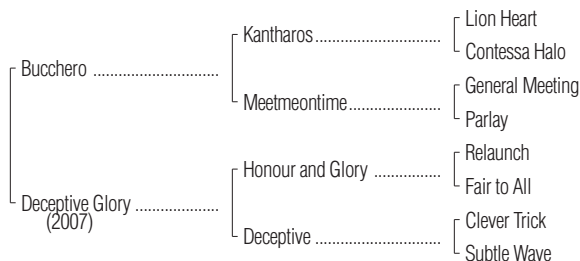 Lion Heart
Kantharos
Contessa Halo
Bucchero
General Meeting
Meetmeontime
Parlay
Relaunch
Honour and Glory
Fair to All
Deceptive Glory
(2007)
Clever Trick
Deceptive
Subtle Wave